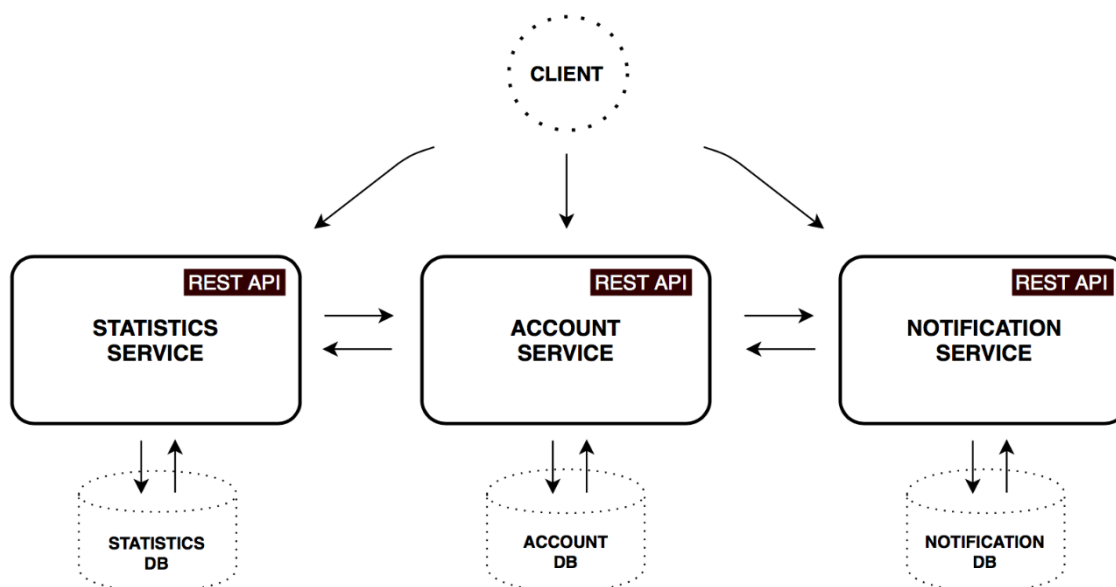 CLIENT
REST API
STATISTICS
SERVICE
REST API
ACCOUNT
SERVICE
REST API
NOTIFICATION
SERVICE
STATISTICS
DB
ACCOUNT
DB
NOTIFICATION
DB